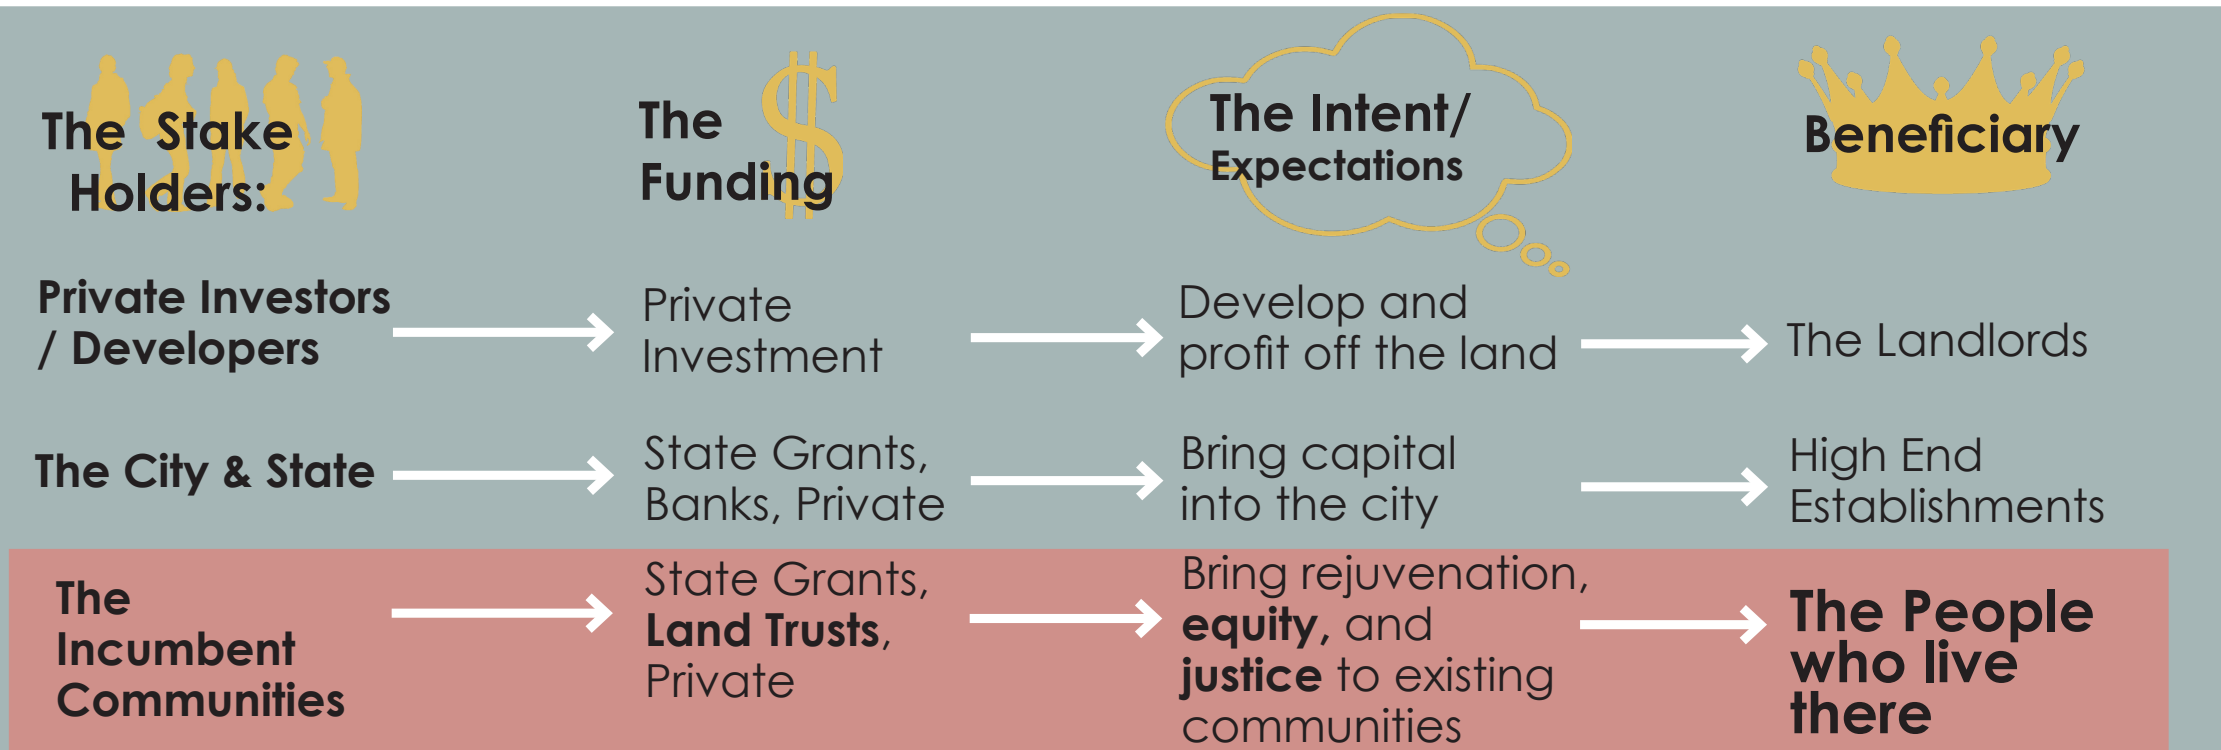 The Stake
Holders:
The
Funding
$
The Intent/
Expectations
Beneficiary
Private Investors
/ Developers
Private
Investment
Develop and
profit off the land
The Landlords
The City & State
State Grants,
Banks, Private
Bring capital
into the city
High End
Establishments
The
Incumbent
Communities
State Grants,
Land Trusts,
Private
Bring rejuvenation,
equity, and
justice to existing
communities
The People
who live
there